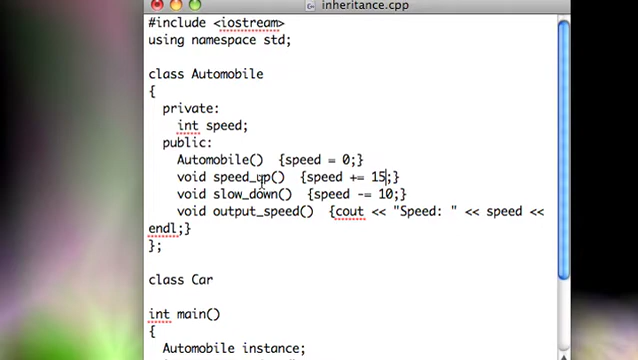 inheritance.cpp
#include <iostream>
using namespace std;
class Automobile
{
private:
int speed;
public:
Automobile() {speed = 0;}
void speed_up() {speed += 15;}
void slow_down() {speed -= 10;}
void output_speed() {cout << "Speed: " << speed <<
endl;}
};
class Car
int main()
{
Automobile instance;